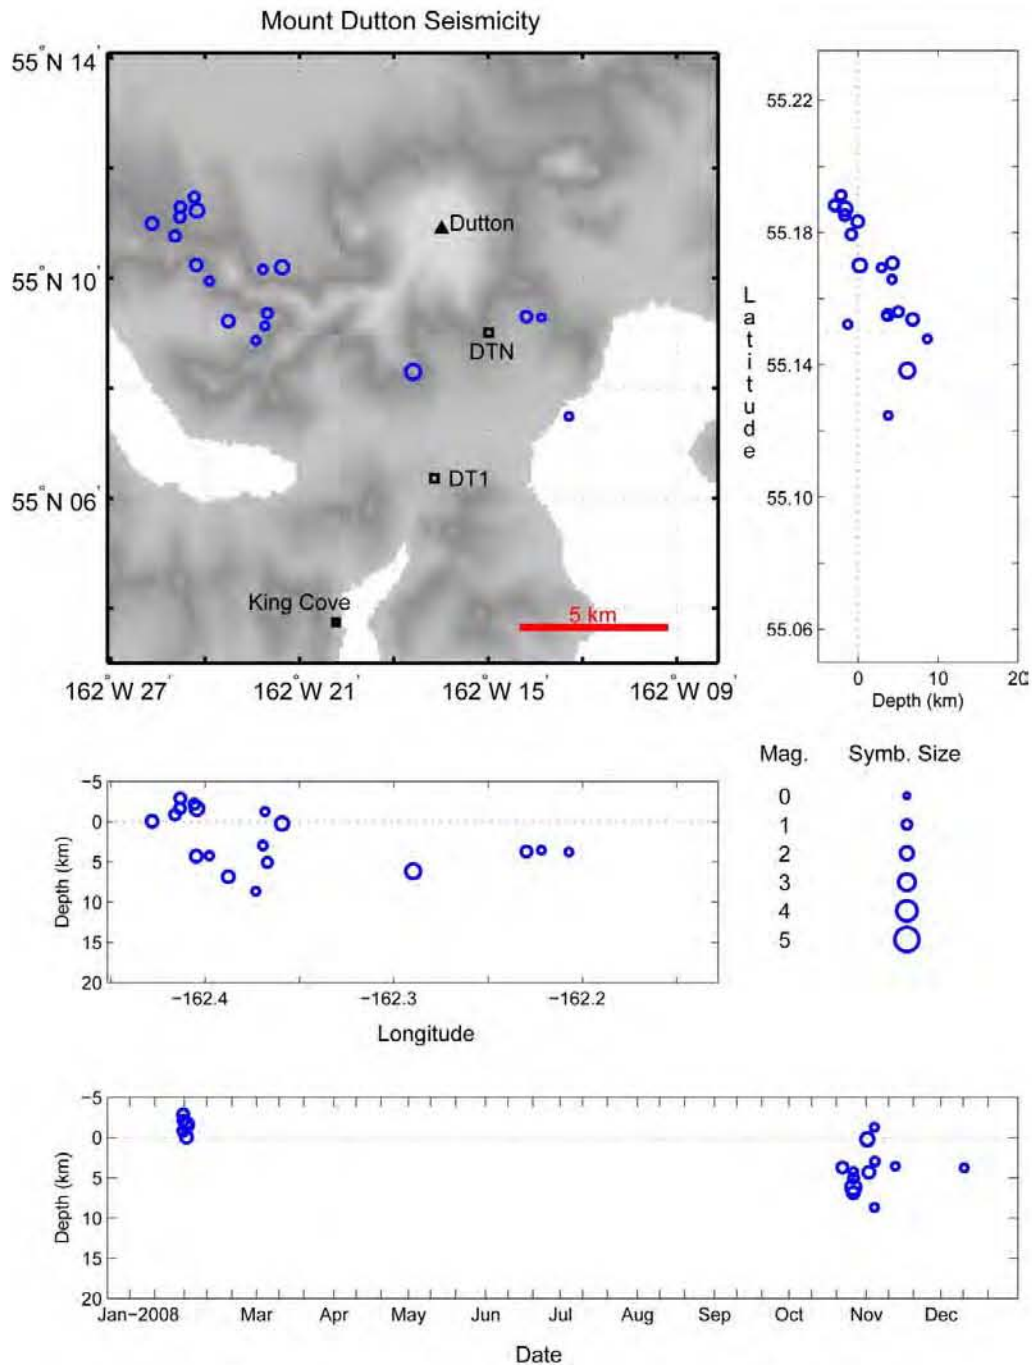 Mount Dutton Seismicity
55°N 14'
55°N 10'
55°N 06'
Dutton
DTN
DT1
King Cove
5 km
162°W 27'
162°W 21'
162°W 15'
162°W 09'
55.22
55.18
55.14
55.10
55.06
Latitude
0
10
20
Depth (km)
Mag.
Symb. Size
0
1
2
3
4
5
−5
0
5
10
15
20
Depth (km)
−162.4
−162.3
−162.2
Longitude
−5
0
5
10
15
20
Depth (km)
Jan−2008
Mar
Apr
May
Jun
Jul
Aug
Sep
Oct
Nov
Dec
Date